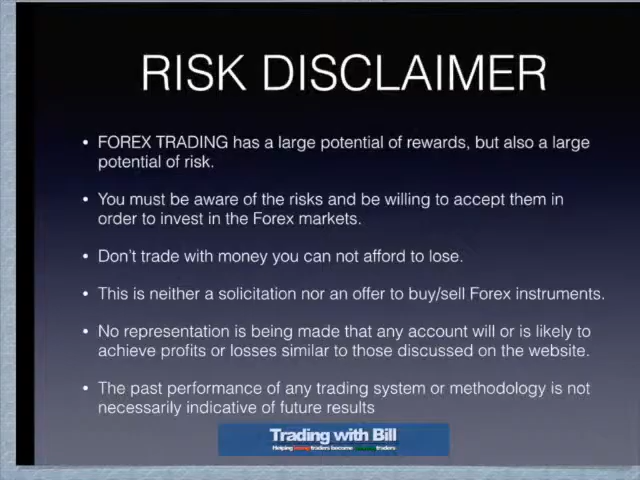 RISK DISCLAIMER
• FOREX TRADING has a large potential of rewards, but also a large
potential of risk.
• You must be aware of the risks and be willing to accept them in
order to invest in the Forex markets.
• Don't trade with money you can not afford to lose.
• This is neither a solicitation nor an offer to buy/sell Forex instruments.
• No representation is being made that any account will or is likely to
achieve profits or losses similar to those discussed on the website.
• The past performance of any trading system or methodology is not
necessarily indicative of future results
Trading with Bill
Helping traders become traders